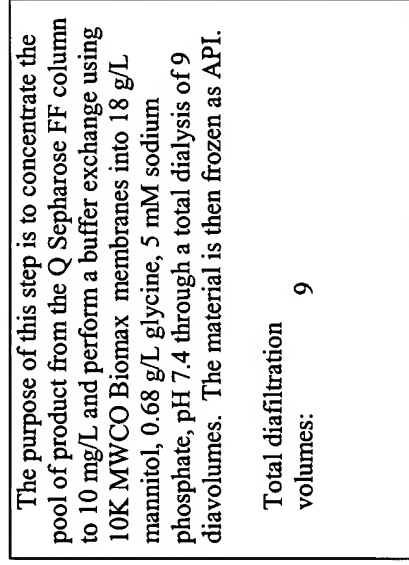 The purpose of this step is to concentrate the
pool of product from the Q Sepharose FF column
to 10 mg/L and perform a buffer exchange using
10K MWCO Biomax membranes into 18 g/L
mannitol, 0.68 g/L glycine, 5 mM sodium
phosphate, pH 7.4 through a total dialysis of 9
diavolumes. The material is then frozen as API.
Total diafiltration
volumes: 9